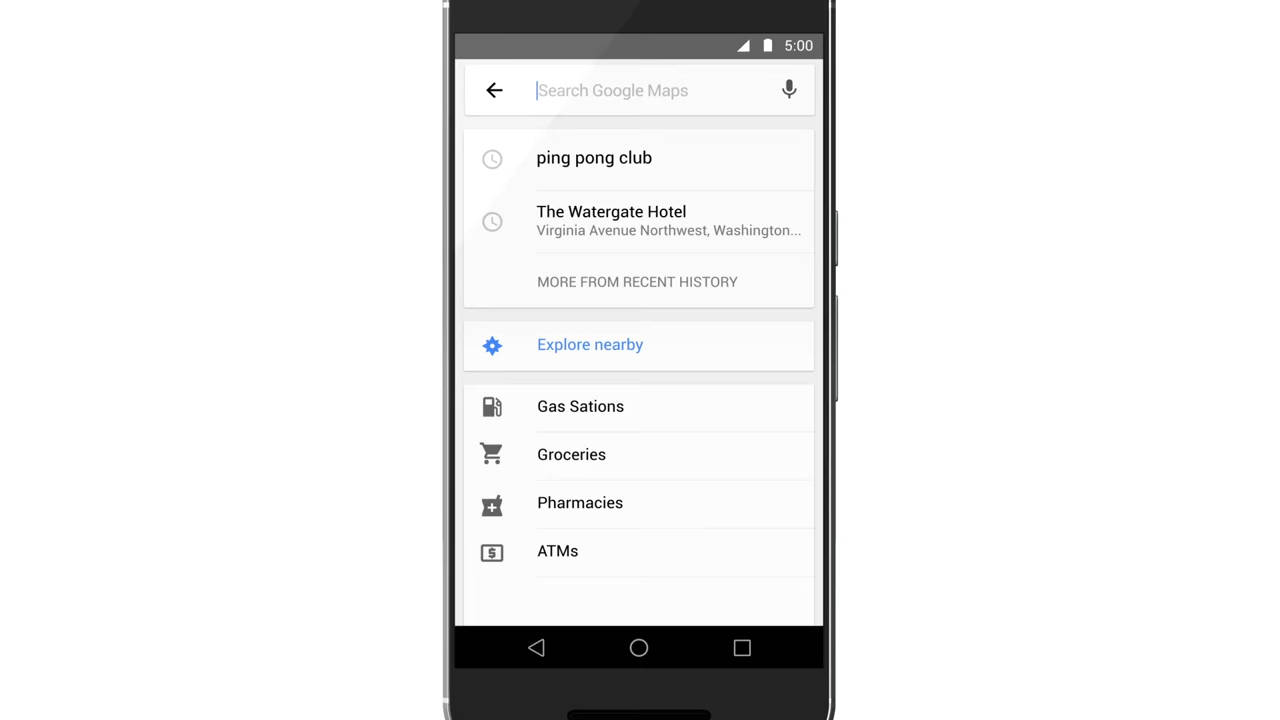 5:00
Search Google Maps
ping pong club
The Watergate Hotel
Virginia Avenue Northwest, Washington...
MORE FROM RECENT HISTORY
Explore nearby
Gas Sations
Groceries
Pharmacies
ATMs